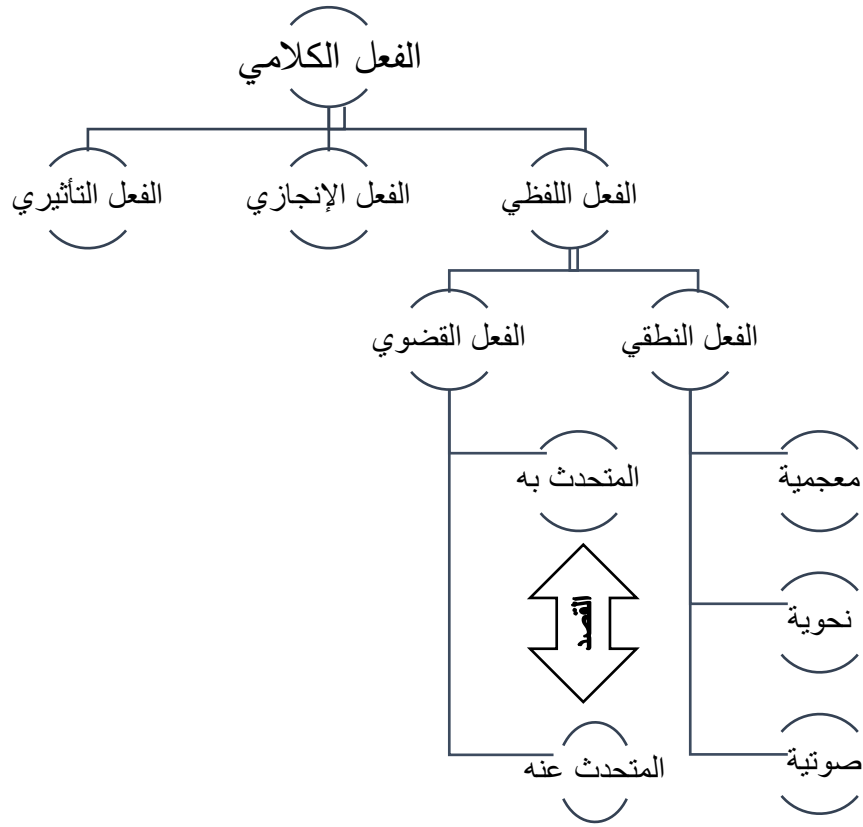 الفعل الكلامي
الفعل اللفظي
الفعل الإنجازي
الفعل التأثيري
الفعل النطقي
الفعل القضوي
معجمية
المتحدث به
نحوية
القصد
صوتية
المتحدث عنه